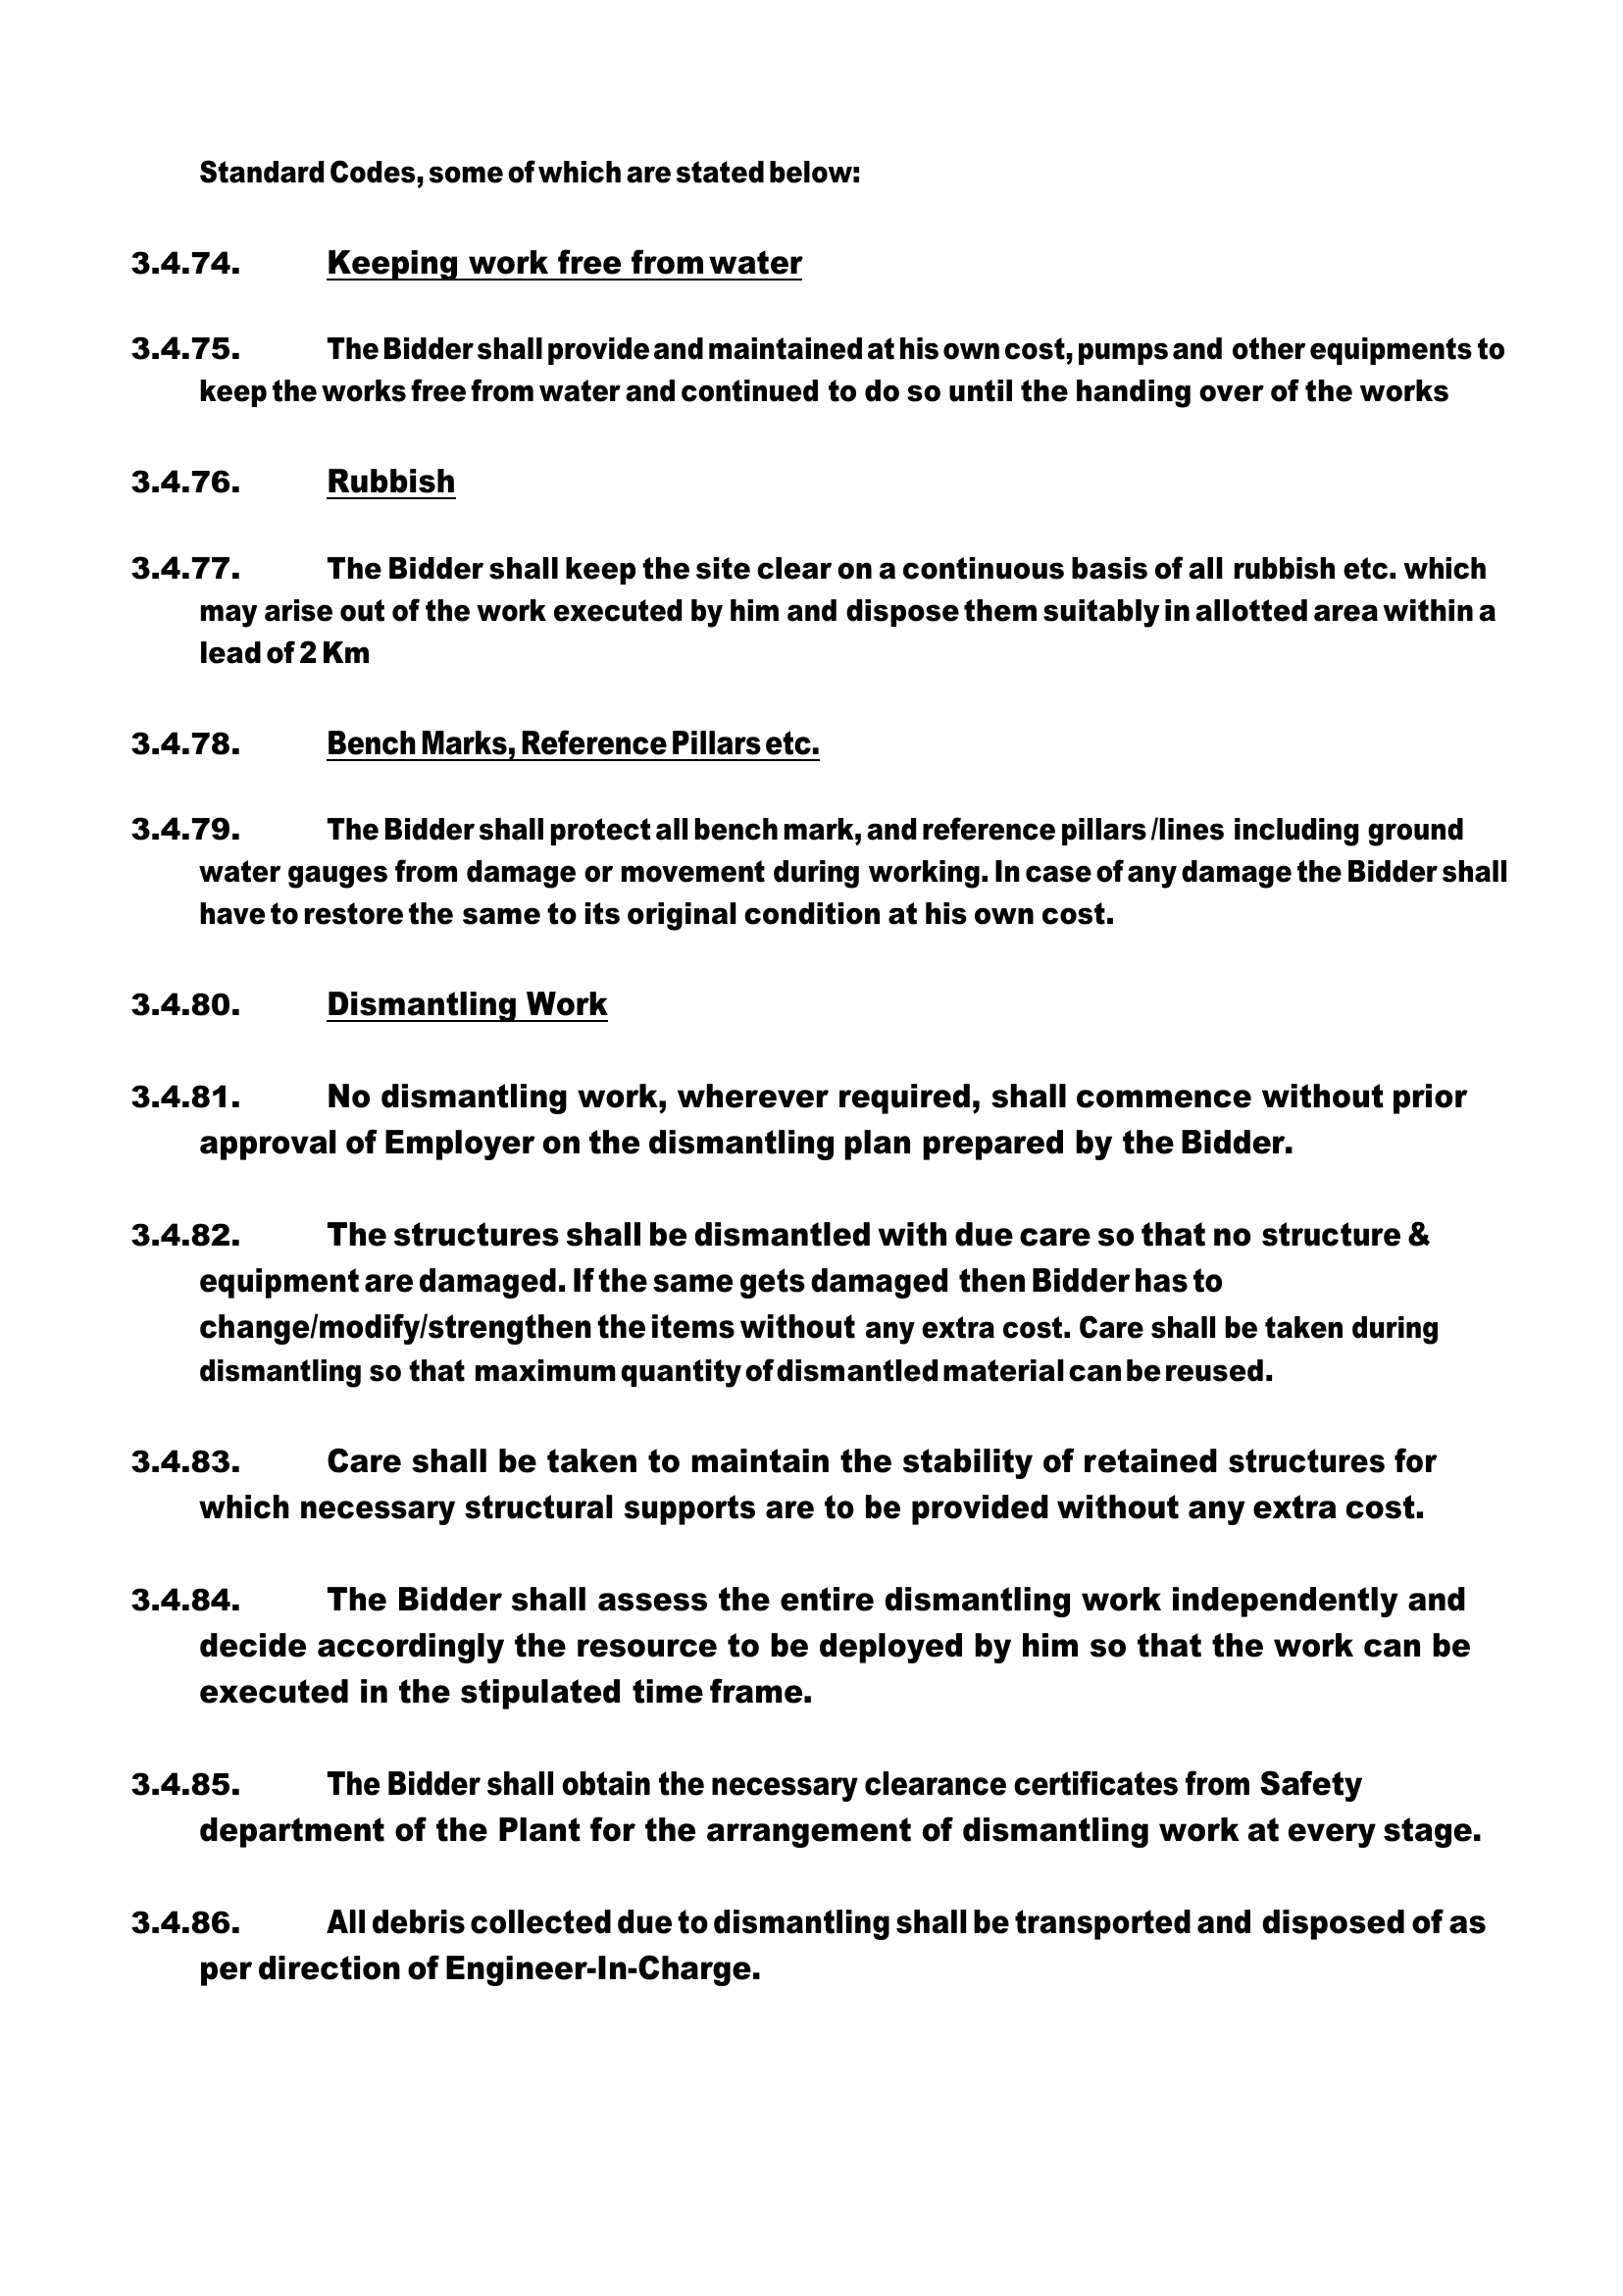 Standard Codes, some of which are stated below:
3.4.74. Keeping work free from water
3.4.75. The Bidder shall provide and maintained at his own cost, pumps and other equipments to
keep the works free from water and continued to do so until the handing over of the works
3.4.76. Rubbish
3.4.77. The Bidder shall keep the site clear on a continuous basis of all rubbish etc. which
may arise out of the work executed by him and dispose them suitably in allotted area within a
lead of 2 Km
3.4.78. Bench Marks, Reference Pillars etc.
3.4.79. The Bidder shall protect all bench mark, and reference pillars /lines including ground
water gauges from damage or movement during working. In case of any damage the Bidder shall
have to restore the same to its original condition at his own cost.
3.4.80. Dismantling Work
3.4.81. No dismantling work, wherever required, shall commence without prior
approval of Employer on the dismantling plan prepared by the Bidder.
3.4.82. The structures shall be dismantled with due care so that no structure &
equipment are damaged. If the same gets damaged then Bidder has to
change/modify/strengthen the items without any extra cost. Care shall be taken during
dismantling so that maximum quantity of dismantled material can be reused.
3.4.83. Care shall be taken to maintain the stability of retained structures for
which necessary structural supports are to be provided without any extra cost.
3.4.84. The Bidder shall assess the entire dismantling work independently and
decide accordingly the resource to be deployed by him so that the work can be
executed in the stipulated time frame.
3.4.85. The Bidder shall obtain the necessary clearance certificates from Safety
department of the Plant for the arrangement of dismantling work at every stage.
3.4.86. All debris collected due to dismantling shall be transported and disposed of as
per direction of Engineer-In-Charge.